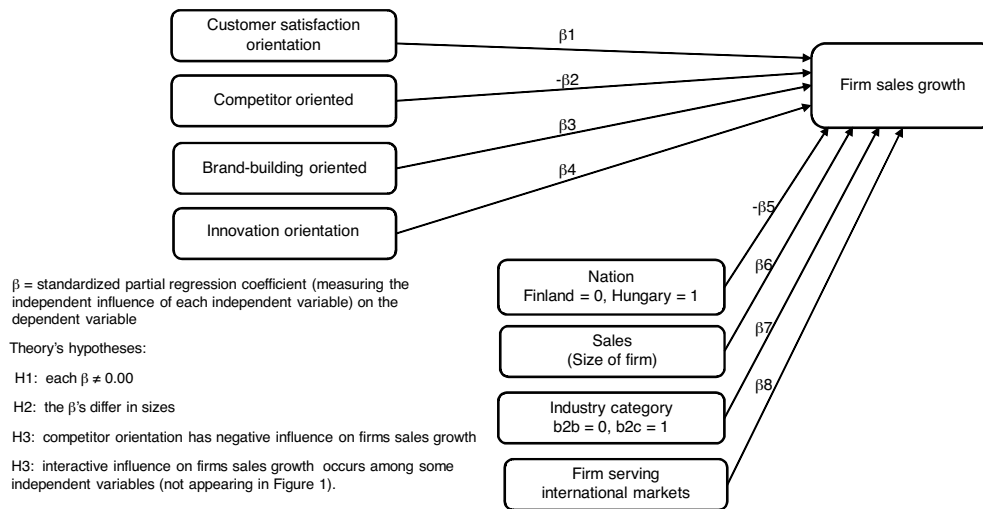 Customer satisfaction
orientation
β1
Firm sales growth
Competitor oriented
-β2
Brand-building oriented
β3
Innovation orientation
β4
-β5
β6
β7
β8
Nation
Finland = 0, Hungary = 1
Sales
(Size of firm)
Industry category
b2b = 0, b2c = 1
Firm serving
international markets
β = standardized partial regression coefficient (measuring the
independent influence of each independent variable) on the
dependent variable
Theory's hypotheses:
H1: each β ≠ 0.00
H2: the β's differ in sizes
H3: competitor orientation has negative influence on firms sales growth
H3: interactive influence on firms sales growth occurs among some
independent variables (not appearing in Figure 1).